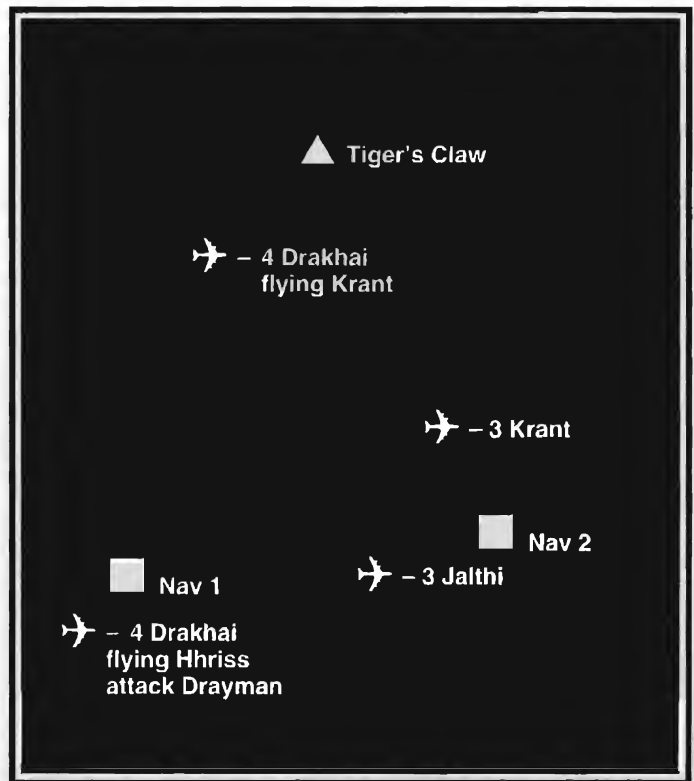 Tiger's Claw
– 4 Drakhai
flying Krant
– 3 Krant
Nav 2
– 3 Jalthi
Nav 1
– 4 Drakhai
flying Hhriss
attack Drayman